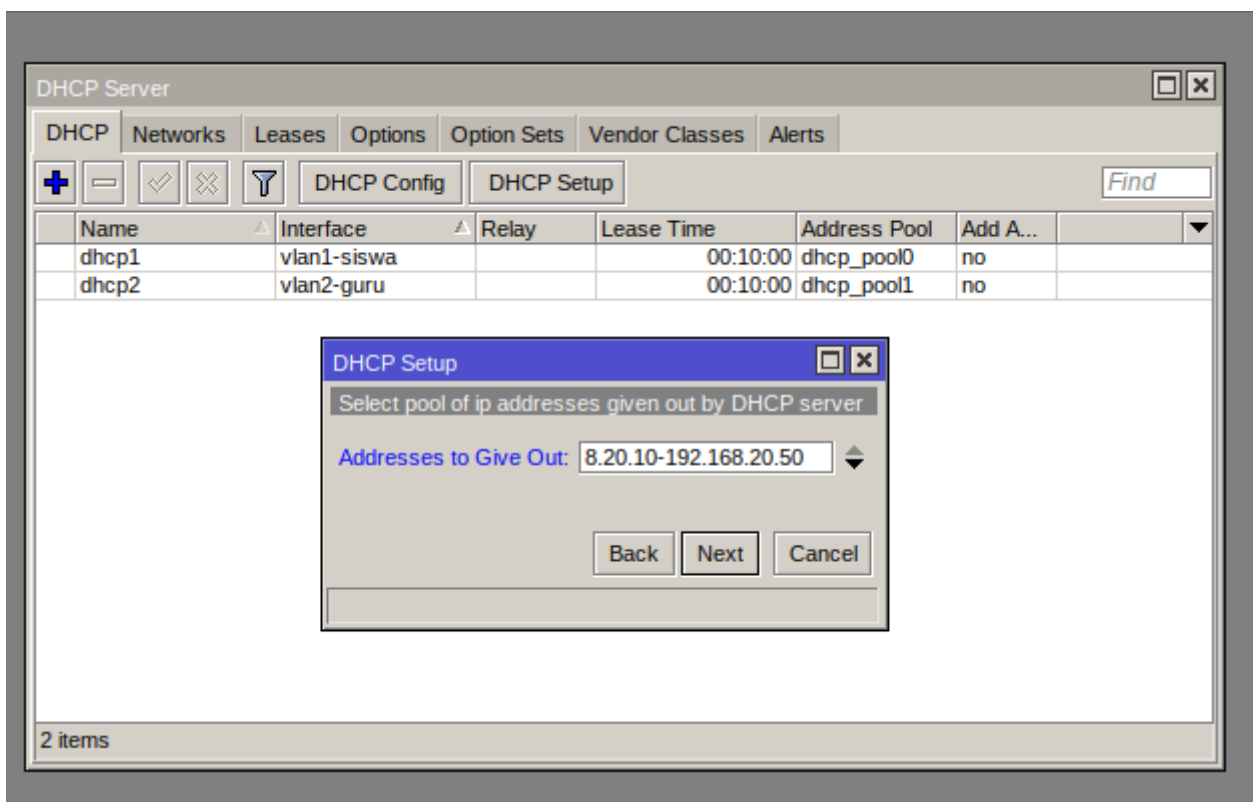 DHCP Server
DHCP Networks Leases Options Option Sets Vendor Classes Alerts
DHCP Config DHCP Setup Find
Name Interface Relay Lease Time Address Pool Add A...
dhcp1 vlan1-siswa 00:10:00 dhcp_pool0 no
dhcp2 vlan2-guru 00:10:00 dhcp_pool1 no
DHCP Setup
Select pool of ip addresses given out by DHCP server
Addresses to Give Out: 8.20.10-192.168.20.50
Back Next Cancel
2 items